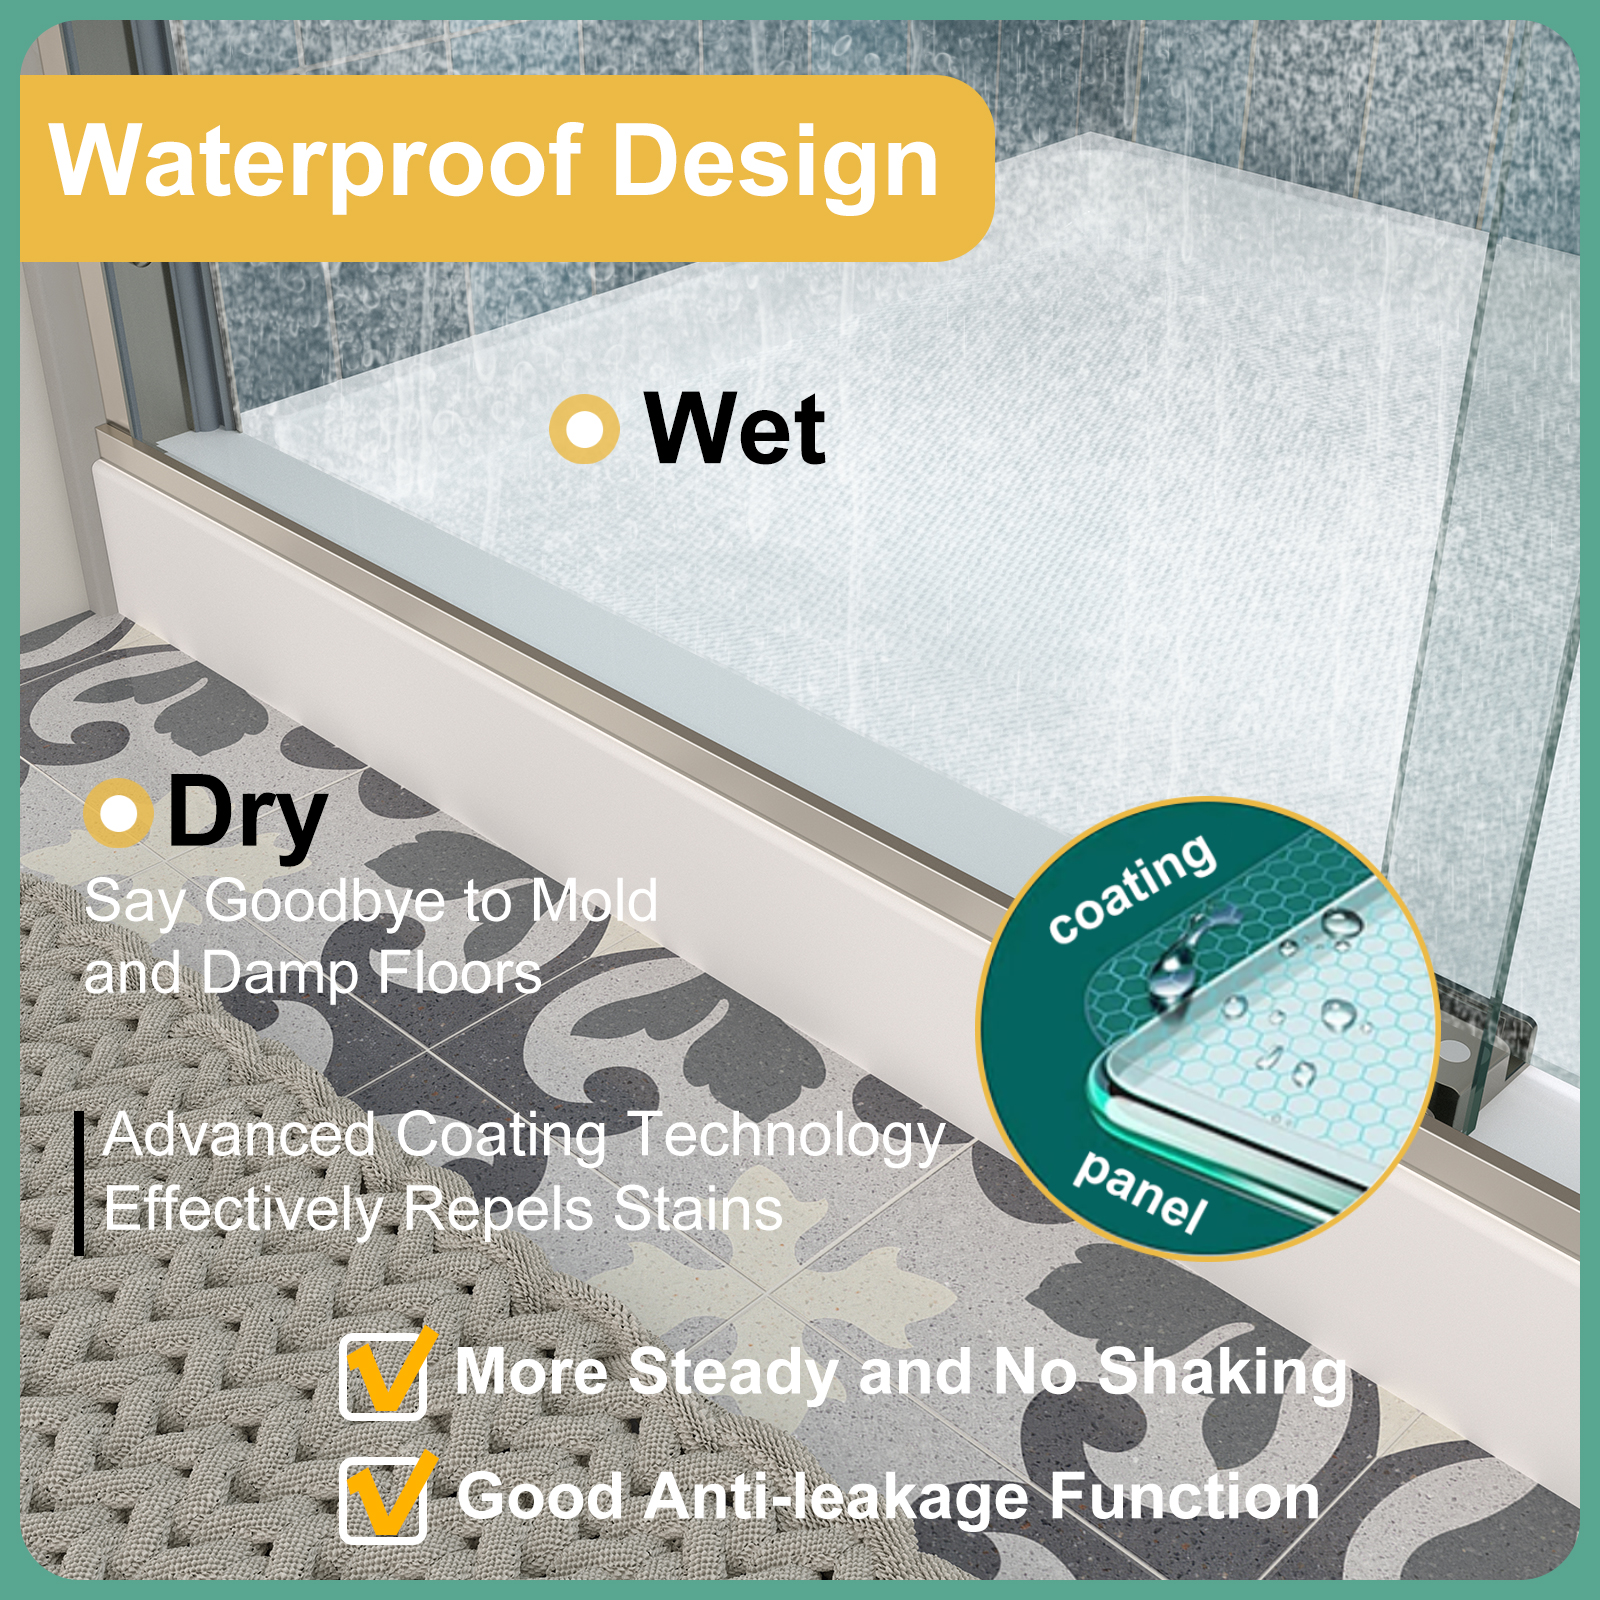 Waterproof Design
Wet
Dry
Say Goodbye to Mold
and Damp Floors
coating
panel
Advanced Coating Technology
Effectively Repels Stains
More Steady and No Shaking
Good Anti-leakage Function